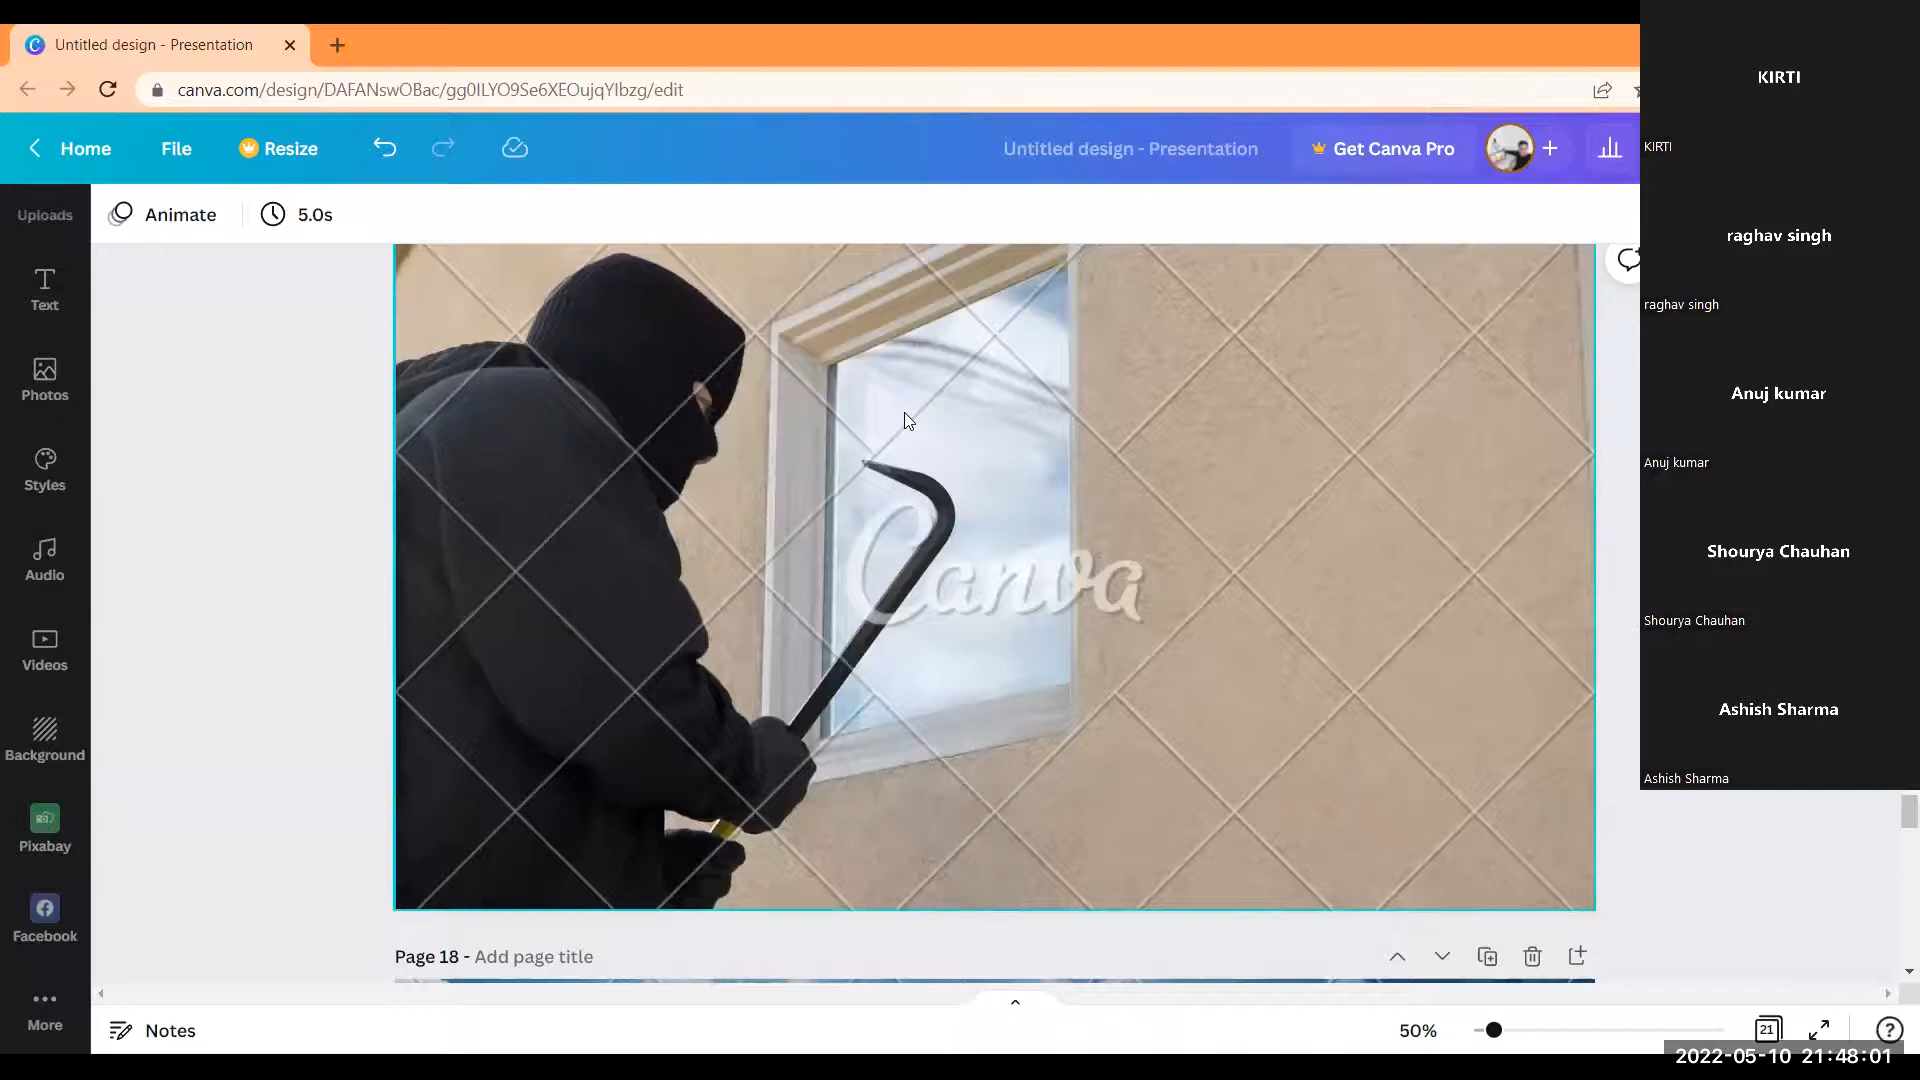 Untitled design - Presentation
canva.com/design/DAFANswOBac/gg0ILYO9Se6XEOujqYIbzg/edit
Home
File
Resize
Untitled design - Presentation
Get Canva Pro
Animate
5.0s
Uploads
Text
Photos
Styles
Audio
Videos
Background
Pixabay
Facebook
More
Canva
Page 18 - Add page title
Notes
50%
21
?
KIRTI
KIRTI
raghav singh
raghav singh
Anuj kumar
Anuj kumar
Shourya Chauhan
Shourya Chauhan
Ashish Sharma
Ashish Sharma
2022-05-10 21:48:01